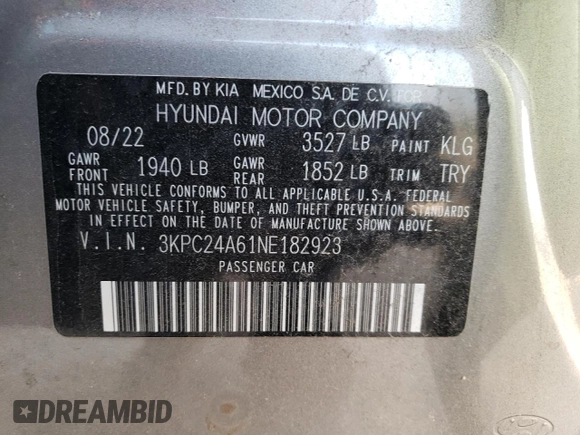 MFD. BY KIA MEXICO S.A. DE C.V. FOR
HYUNDAI MOTOR COMPANY
08/22 GVWR 3527 LB PAINT KLG
GAWR FRONT 1940 LB GAWR REAR 1852 LB TRIM TRY
THIS VEHICLE CONFORMS TO ALL APPLICABLE U.S.A. FEDERAL
MOTOR VEHICLE SAFETY, BUMPER, AND THEFT PREVENTION STANDARDS
IN EFFECT ON THE DATE OF MANUFACTURE SHOWN ABOVE.
V.I.N. 3KPC24A61NE182923
PASSENGER CAR
DREAMBID